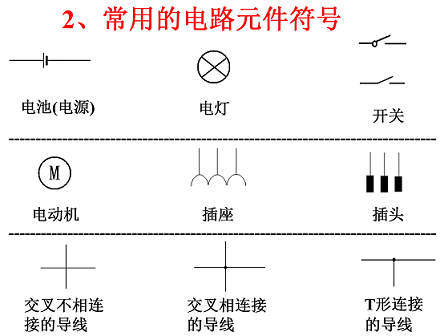 2、常用的电路元件符号
电池(电源)
电灯
开关
M
电动机
插座
插头
交叉不相连
接的导线
交叉相连接
的导线
T形连接
的导线